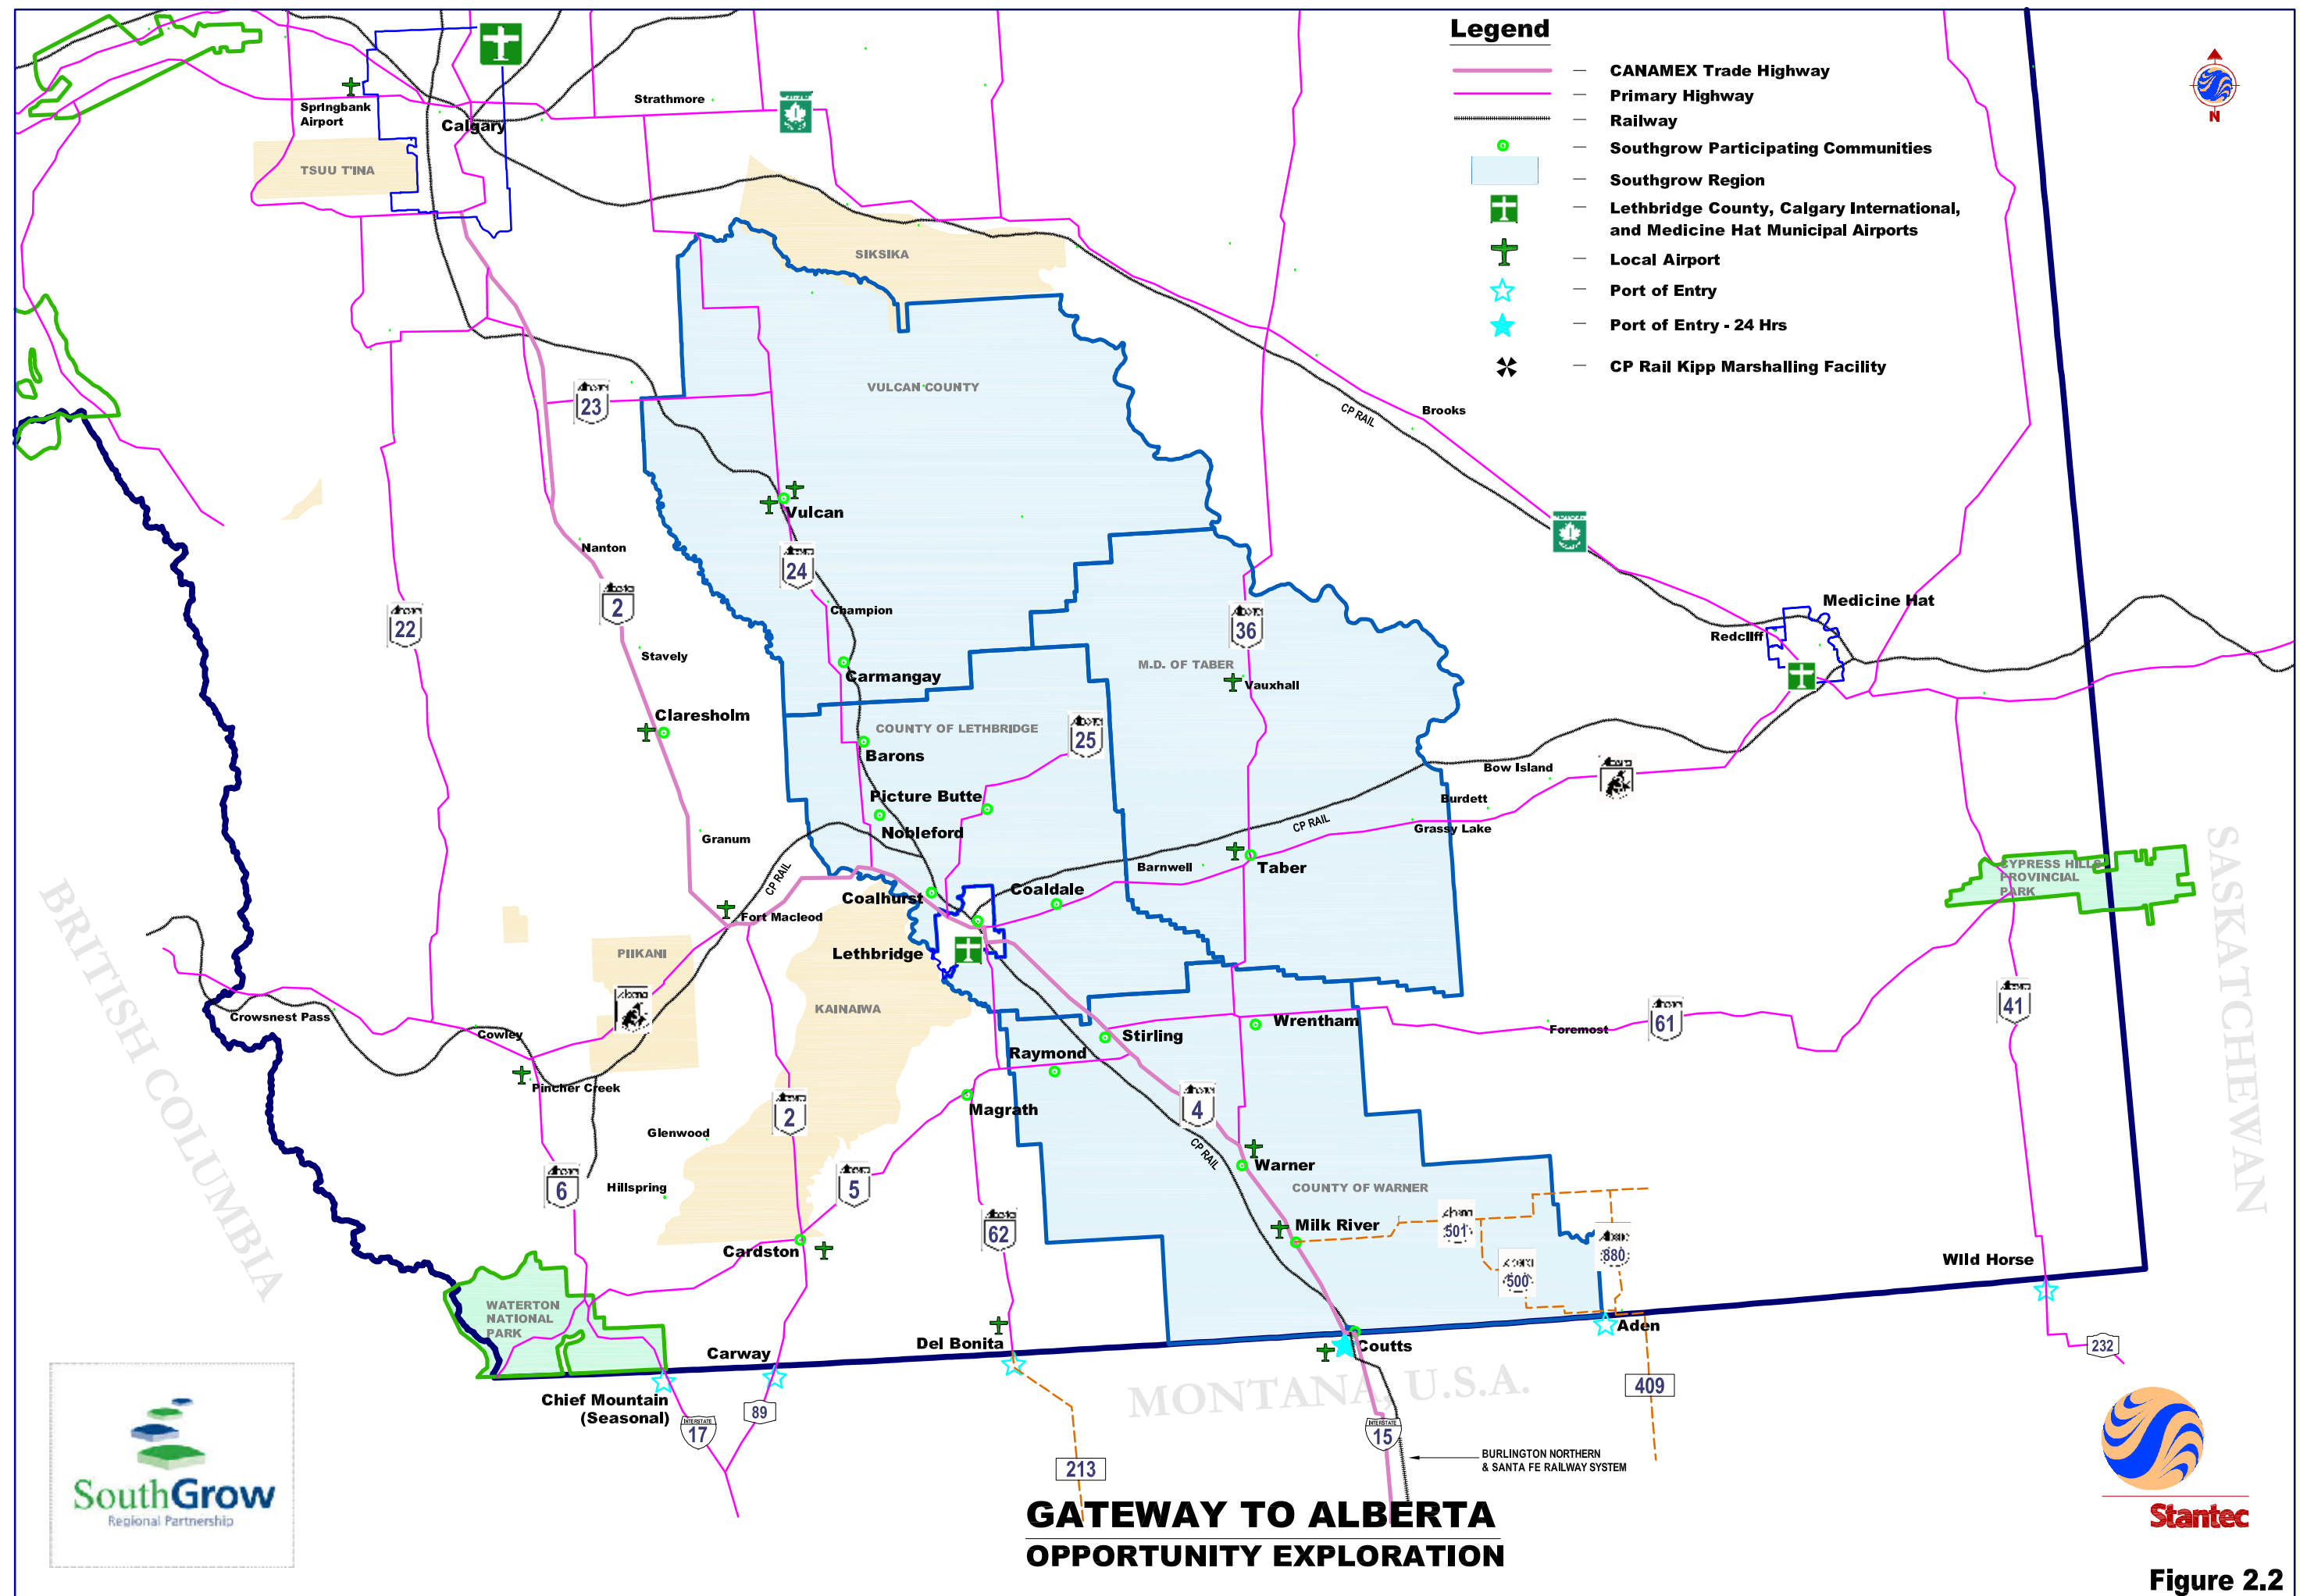 Legend
CANAMEX Trade Highway
Primary Highway
Railway
Southgrow Participating Communities
Southgrow Region
Lethbridge County, Calgary International,
and Medicine Hat Municipal Airports
Local Airport
Port of Entry
Port of Entry - 24 Hrs
CP Rail Kipp Marshalling Facility
N
Springbank
Airport
Calgary
Strathmore
1
TSUU T'INA
SIKSIKA
VULCAN COUNTY
23
CP RAIL
Brooks
Vulcan
1
Nanton
24
2
Champion
22
36
Medicine Hat
Redcliff
Stavely
Carmangay
M.D. OF TABER
Vauxhall
Claresholm
COUNTY OF LETHBRIDGE
25
Barons
Bow Island
Picture Butte
Burdett
Nobleford
Granum
CP RAIL
Grassy Lake
Barnwell
Taber
CYPRESS HILLS
PROVINCIAL
PARK
CP RAIL
Coalhurst
Coaldale
Fort Macleod
Lethbridge
PIIKANI
KAINAIWA
BRITISH COLUMBIA
SASKATCHEWAN
Crowsnest Pass
Cowley
Stirling
Wrentham
Foremost
61
41
Raymond
Pincher Creek
Magrath
2
4
Glenwood
CP RAIL
Warner
6
Hillspring
5
COUNTY OF WARNER
62
Milk River
501
880
500
Cardston
Wild Horse
WATERTON
NATIONAL
PARK
Del Bonita
Carway
Coutts
Aden
232
MONTANA, U.S.A.
Chief Mountain
(Seasonal)
89
INTERSTATE
17
409
INTERSTATE
15
213
BURLINGTON NORTHERN
& SANTA FE RAILWAY SYSTEM
SouthGrow
Regional Partnership
GATEWAY TO ALBERTA
OPPORTUNITY EXPLORATION
Stantec
Figure 2.2